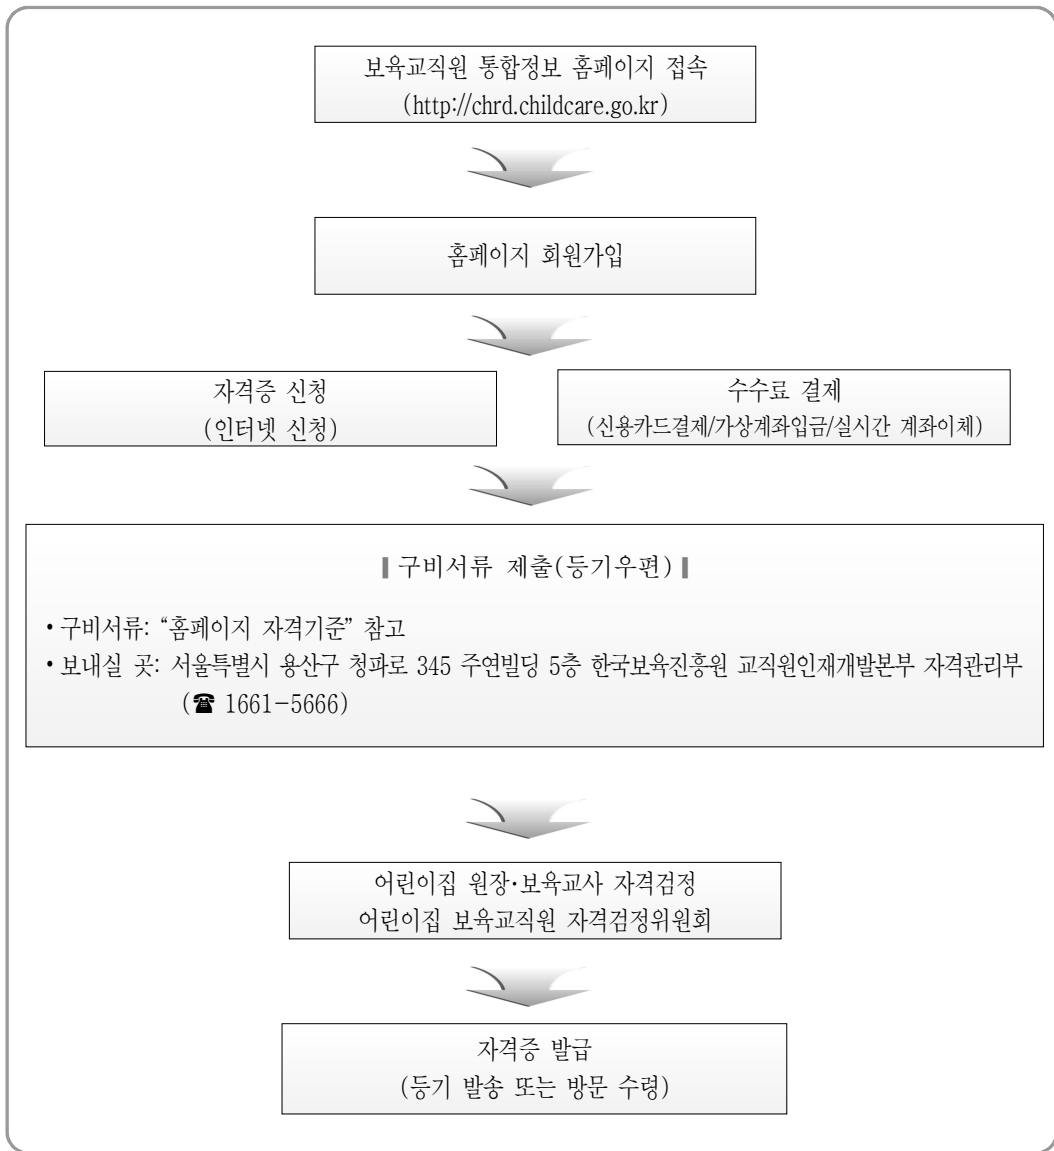 보육교직원 통합정보 홈페이지 접속
(http://chrd.childcare.go.kr)
홈페이지 회원가입
자격증 신청
(인터넷 신청)
수수료 결제
(신용카드결제/가상계좌입금/실시간 계좌이체)
▌구비서류 제출(등기우편)▐
• 구비서류: “홈페이지 자격기준” 참고
• 보내실 곳: 서울특별시 용산구 청파로 345 주연빌딩 5층 한국보육진흥원 교직원인재개발본부 자격관리부
(☎ 1661-5666)
어린이집 원장·보육교사 자격검정
어린이집 보육교직원 자격검정위원회
자격증 발급
(등기 발송 또는 방문 수령)